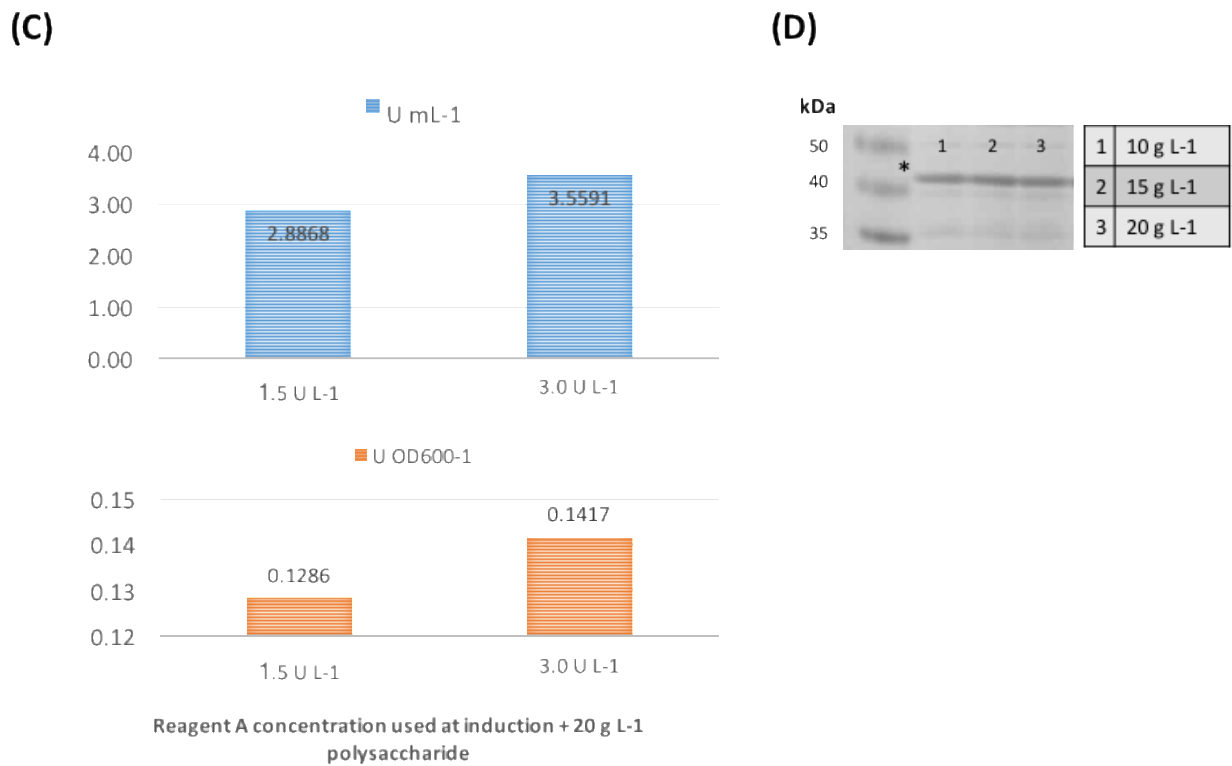 (C)
U mL-1
4.00
3.00
2.00
1.00
0.00
2.8868
3.5591
1.5 U L-1
3.0 U L-1
U OD600-1
0.15
0.14
0.13
0.12
0.1286
0.1417
1.5 U L-1
3.0 U L-1
Reagent A concentration used at induction + 20 g L-1
polysaccharide
(D)
kDa
50
40
35
*
1 2 3
1 10 g L-1
2 15 g L-1
3 20 g L-1